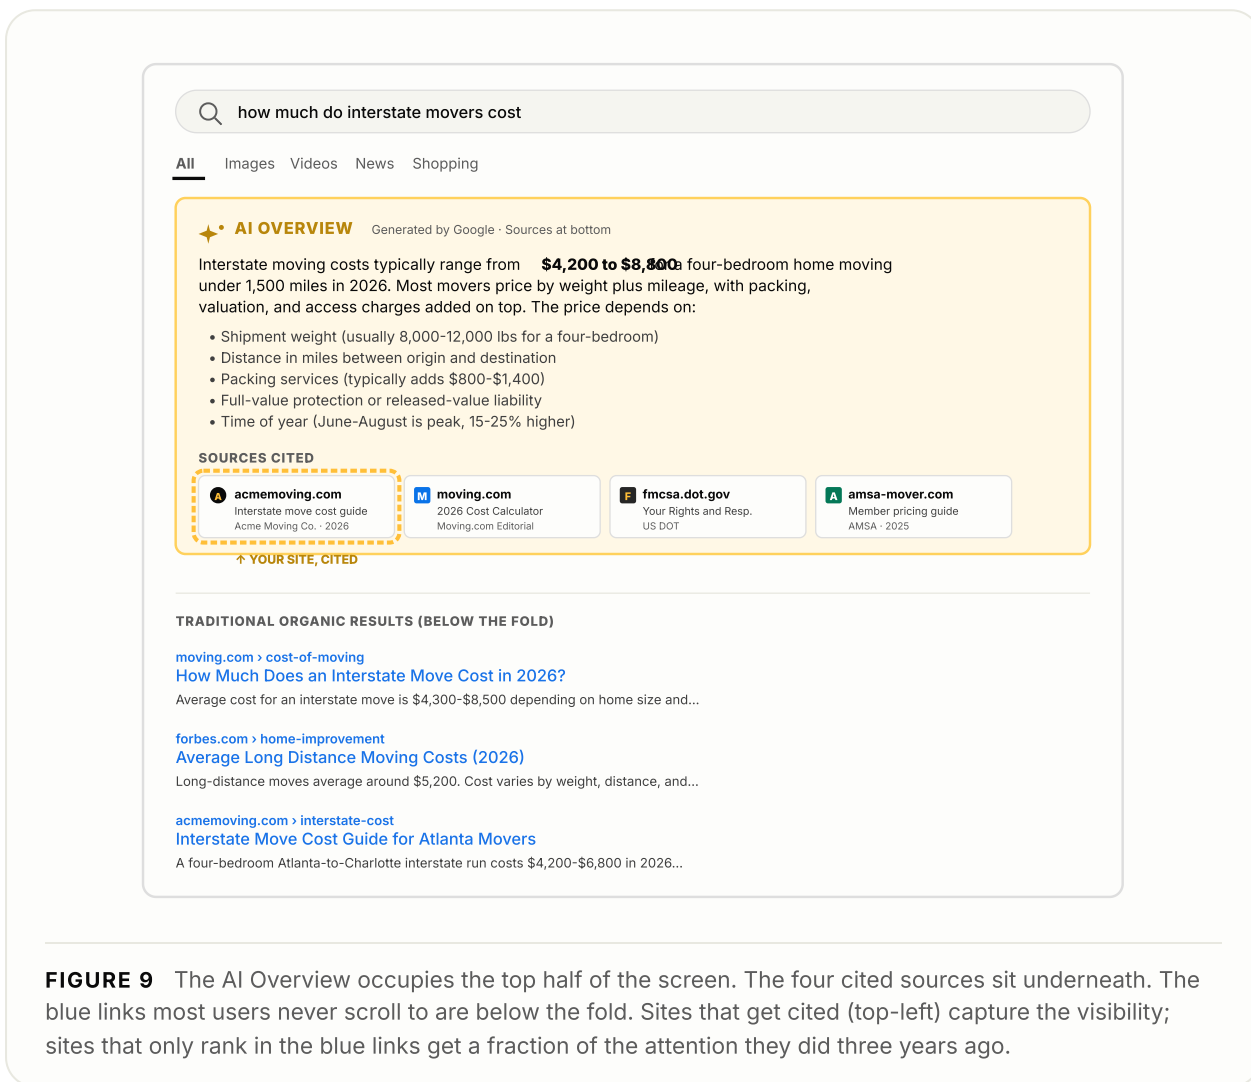 how much do interstate movers cost
All Images Videos News Shopping
AI OVERVIEW Generated by Google · Sources at bottom
Interstate moving costs typically range from $4,200 to $8,800 for a four-bedroom home moving
under 1,500 miles in 2026. Most movers price by weight plus mileage, with packing,
valuation, and access charges added on top. The price depends on:
• Shipment weight (usually 8,000-12,000 lbs for a four-bedroom)
• Distance in miles between origin and destination
• Packing services (typically adds $800-$1,400)
• Full-value protection or released-value liability
• Time of year (June-August is peak, 15-25% higher)
SOURCES CITED
A acmemoving.com
Interstate move cost guide
Acme Moving Co. · 2026
M moving.com
2026 Cost Calculator
Moving.com Editorial
F fmcsa.dot.gov
Your Rights and Resp.
US DOT
A amsa-mover.com
Member pricing guide
AMSA · 2025
↑ YOUR SITE, CITED
TRADITIONAL ORGANIC RESULTS (BELOW THE FOLD)
moving.com › cost-of-moving
How Much Does an Interstate Move Cost in 2026?
Average cost for an interstate move is $4,300-$8,500 depending on home size and...
forbes.com › home-improvement
Average Long Distance Moving Costs (2026)
Long-distance moves average around $5,200. Cost varies by weight, distance, and...
acmemoving.com › interstate-cost
Interstate Move Cost Guide for Atlanta Movers
A four-bedroom Atlanta-to-Charlotte interstate run costs $4,200-$6,800 in 2026...
FIGURE 9 The AI Overview occupies the top half of the screen. The four cited sources sit underneath. The
blue links most users never scroll to are below the fold. Sites that get cited (top-left) capture the visibility;
sites that only rank in the blue links get a fraction of the attention they did three years ago.